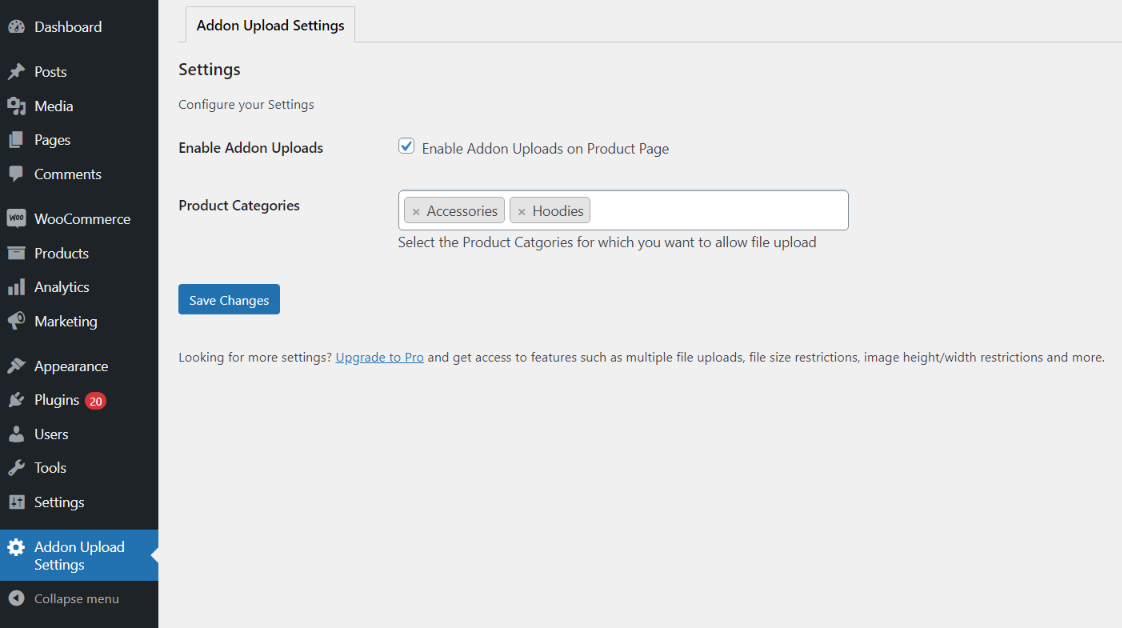 Dashboard
Posts
Media
Pages
Comments
WOO WooCommerce
Products
Analytics
Marketing
Appearance
Plugins 20
Users
Tools
Settings
Addon Upload
Settings
Collapse menu
Addon Upload Settings
Settings
Configure your Settings
Enable Addon Uploads
Enable Addon Uploads on Product Page
Product Categories
× Accessories × Hoodies
Select the Product Catgories for which you want to allow file upload
Save Changes
Looking for more settings? Upgrade to Pro and get access to features such as multiple file uploads, file size restrictions, image height/width restrictions and more.